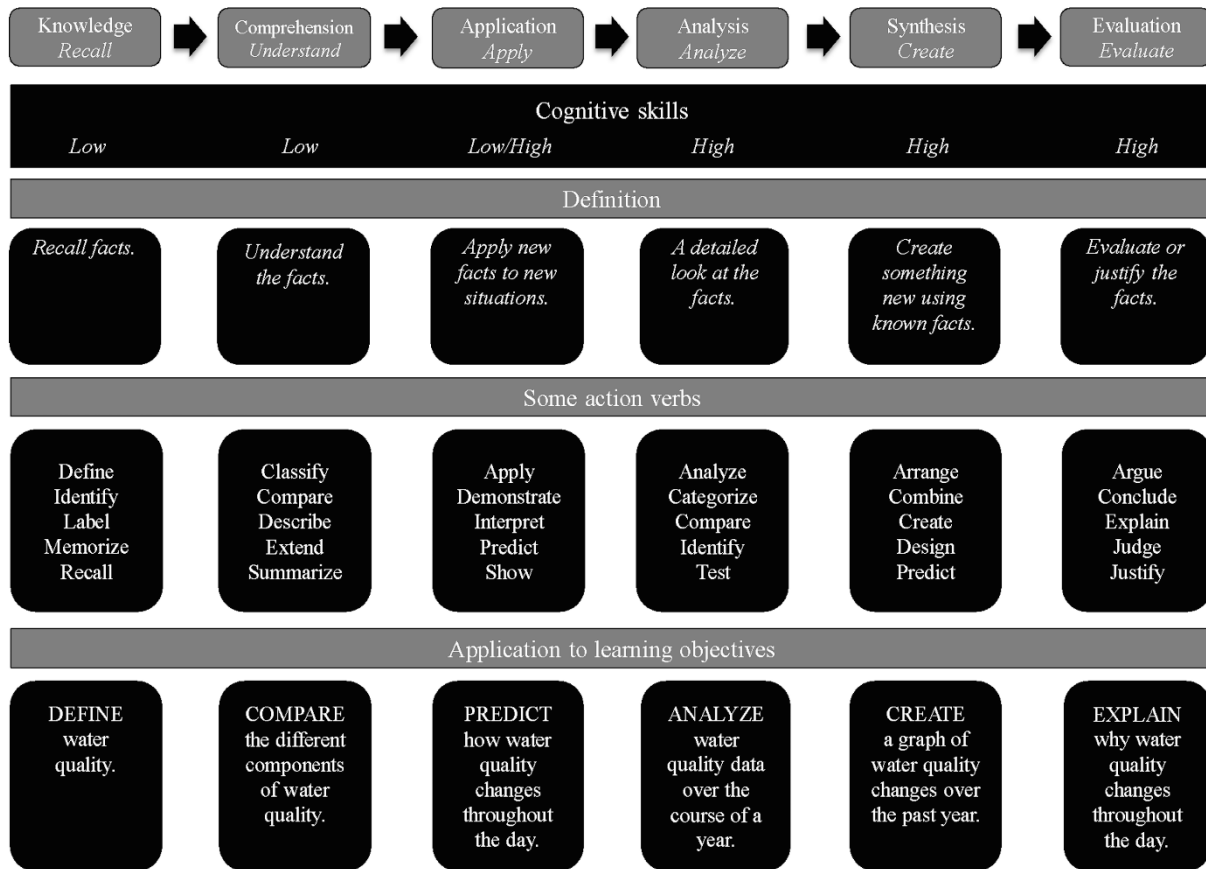 Knowledge
Recall
Comprehension
Understand
Application
Apply
Analysis
Analyze
Synthesis
Create
Evaluation
Evaluate
Cognitive skills
Low
Low
Low/High
High
High
High
Definition
Recall facts.
Understand
the facts.
Apply new
facts to new
situations.
A detailed
look at the
facts.
Create
something
new using
known facts.
Evaluate or
justify the
facts.
Some action verbs
Define
Identify
Label
Memorize
Recall
Classify
Compare
Describe
Extend
Summarize
Apply
Demonstrate
Interpret
Predict
Show
Analyze
Categorize
Compare
Identify
Test
Arrange
Combine
Create
Design
Predict
Argue
Conclude
Explain
Judge
Justify
Application to learning objectives
DEFINE
water
quality.
COMPARE
the different
components
of water
quality.
PREDICT
how water
quality
changes
throughout
the day.
ANALYZE
water
quality data
over the
course of a
year.
CREATE
a graph of
water quality
changes over
the past year.
EXPLAIN
why water
quality
changes
throughout
the day.